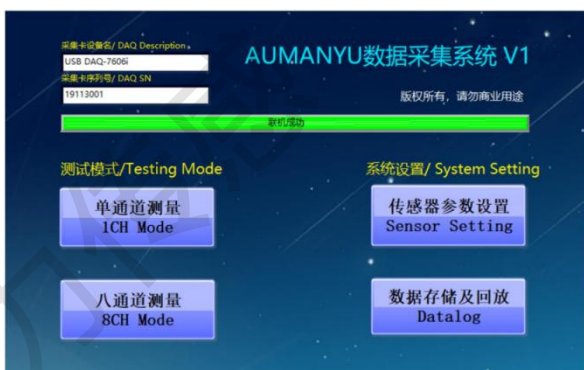 采集卡设备名/ DAQ Description
USB DAQ-7606i
采集卡序列号/ DAQ SN
19113001
AUMANYU数据采集系统 V1
版权所有，请勿商业用途
联机成功
测试模式/Testing Mode
系统设置/ System Setting
单通道测量
1CH Mode
传感器参数设置
Sensor Setting
八通道测量
8CH Mode
数据存储及回放
Datalog